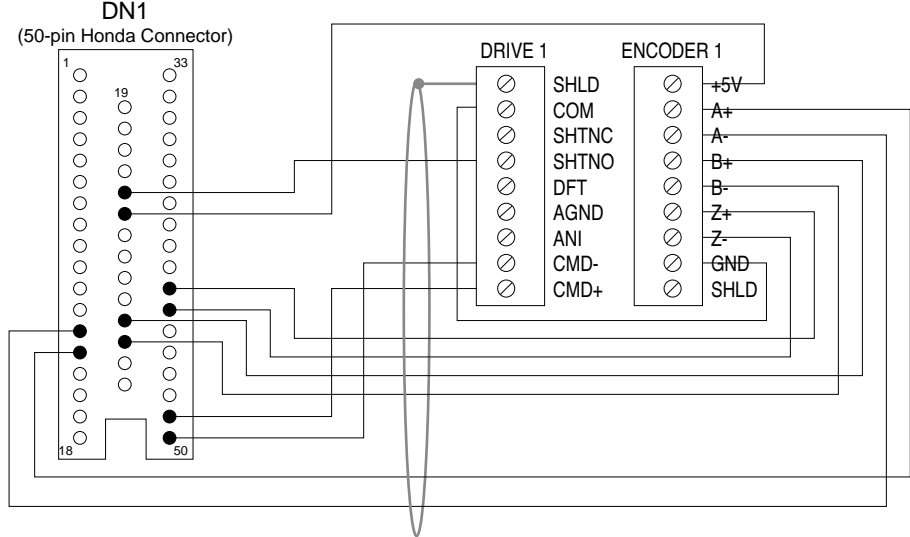 DN1
(50-pin Honda Connector)
1
33
19
18
50
DRIVE 1
SHLD
COM
SHTNC
SHTNO
DFT
AGND
ANI
CMD-
CMD+
ENCODER 1
+5V
A+
A-
B+
B-
Z+
Z-
GND
SHLD